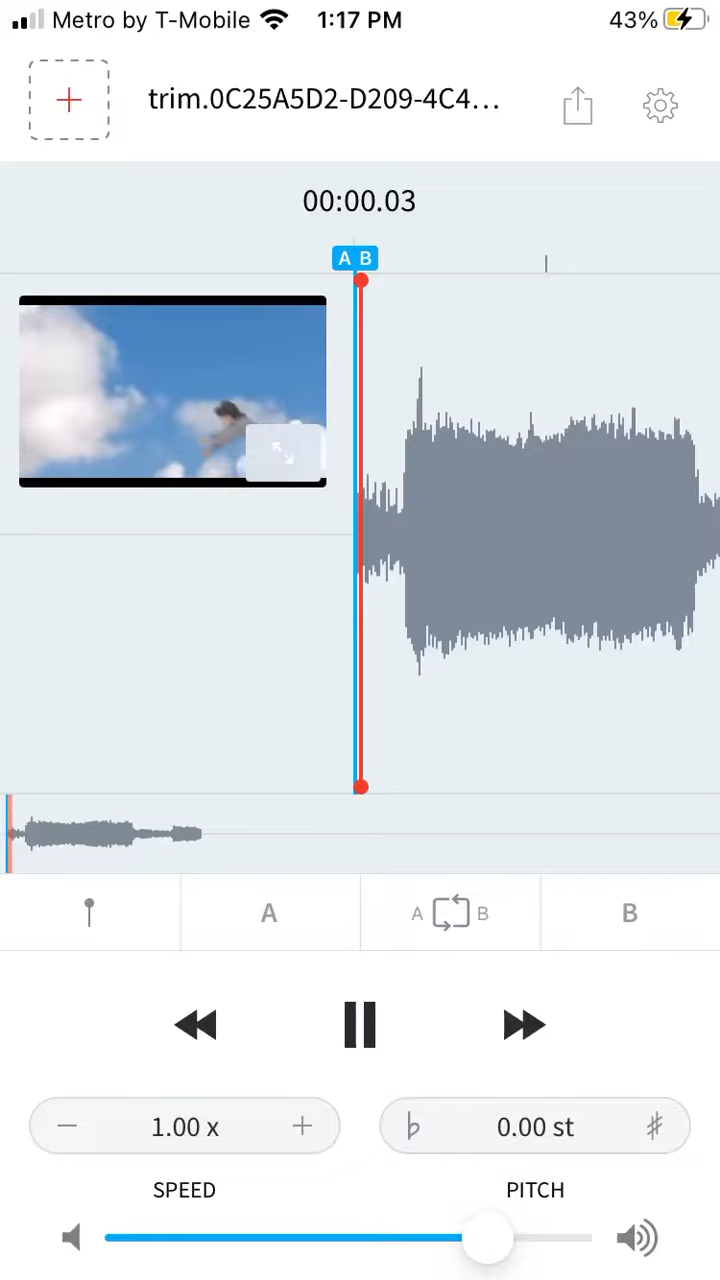 Metro by T-Mobile 1:17 PM 43%
trim.0C25A5D2-D209-4C4...
00:00.03
A B
A A B B
1.00 x 0.00 st
SPEED PITCH